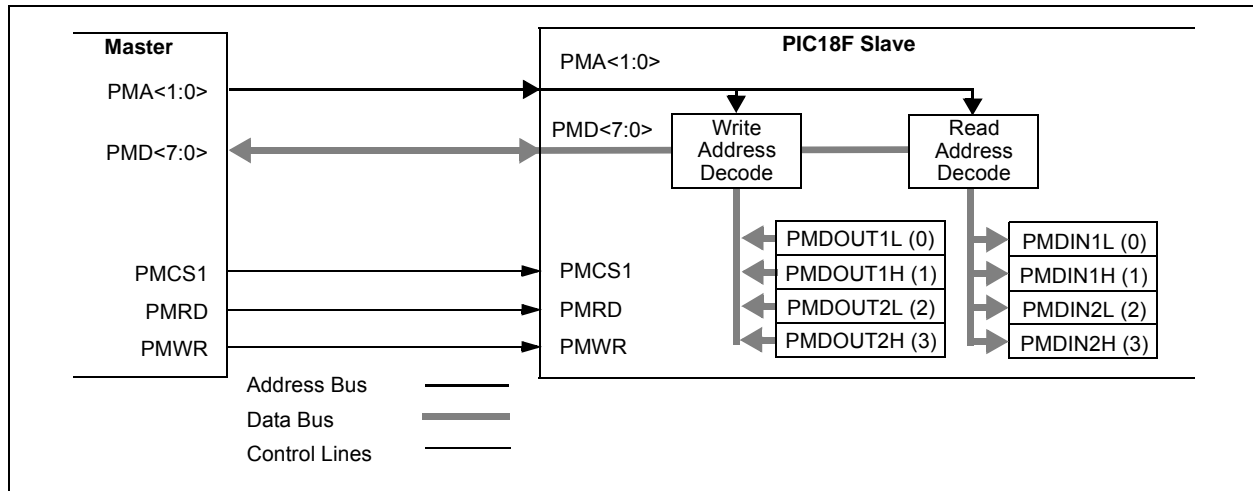 Master
PIC18F Slave
PMA<1:0>
PMA<1:0>
PMD<7:0>
PMD<7:0>
Write
Address
Decode
Read
Address
Decode
PMDOUT1L (0)
PMDIN1L (0)
PMDOUT1H (1)
PMDIN1H (1)
PMDOUT2L (2)
PMDIN2L (2)
PMDOUT2H (3)
PMDIN2H (3)
PMCS1
PMCS1
PMRD
PMRD
PMWR
PMWR
Address Bus
Data Bus
Control Lines